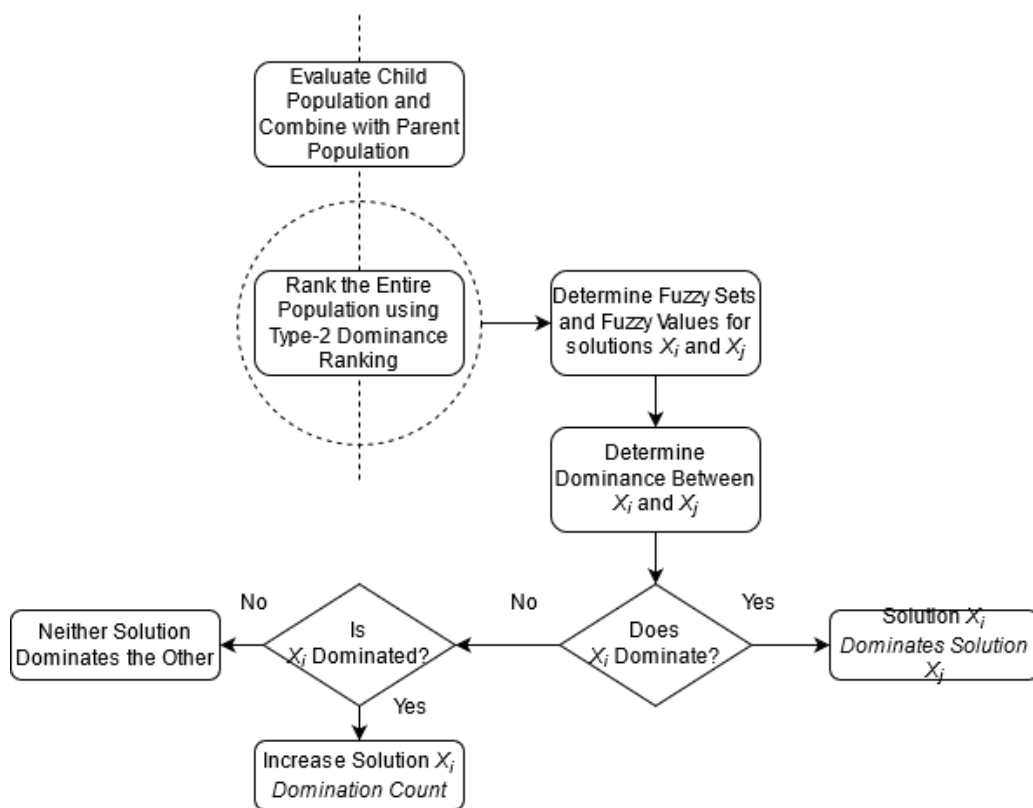 Evaluate Child
Population and
Combine with Parent
Population
Rank the Entire
Population using
Type-2 Dominance
Ranking
Determine Fuzzy Sets
and Fuzzy Values for
solutions Xi and Xj
Determine
Dominance Between
Xi and Xj
Does
Xi Dominate?
Yes
Solution Xi
Dominates Solution
Xj
No
Is
Xi Dominated?
No
Neither Solution
Dominates the Other
Yes
Increase Solution Xi
Domination Count